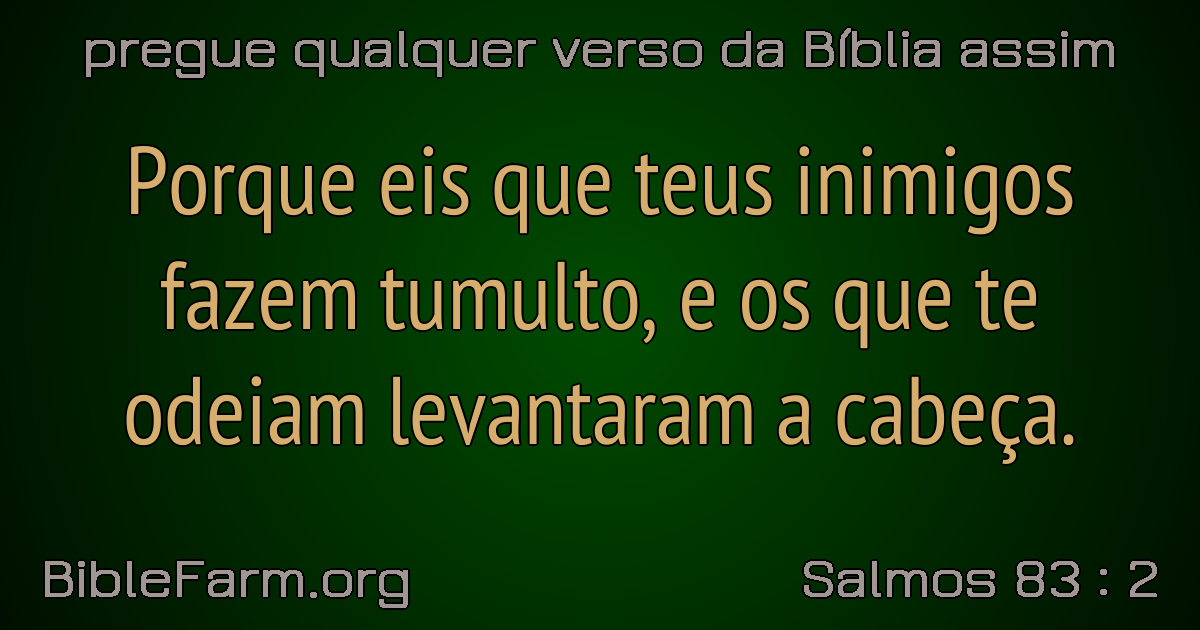 pregue qualquer verso da Bíblia assim
Porque eis que teus inimigos
fazem tumulto, e os que te
odeiam levantaram a cabeça.
BibleFarm.org
Salmos 83 : 2